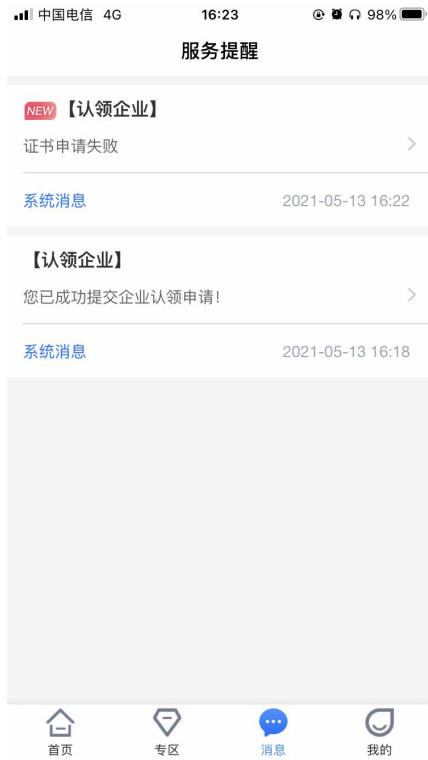 中国电信 4G 16:23 98%
服务提醒
NEW 【认领企业】
证书申请失败
系统消息 2021-05-13 16:22
【认领企业】
您已成功提交企业认领申请!
系统消息 2021-05-13 16:18
首页 专区 消息 我的